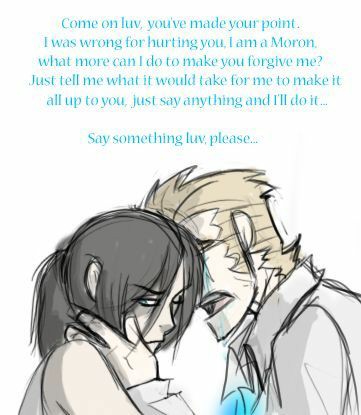 Come on luv, you've made your point.
I was wrong for hurting you, I am a Moron,
what more can I do to make you forgive me?
Just tell me what it would take for me to make it
all up to you, just say anything and I'll do it...
Say something luv, please...